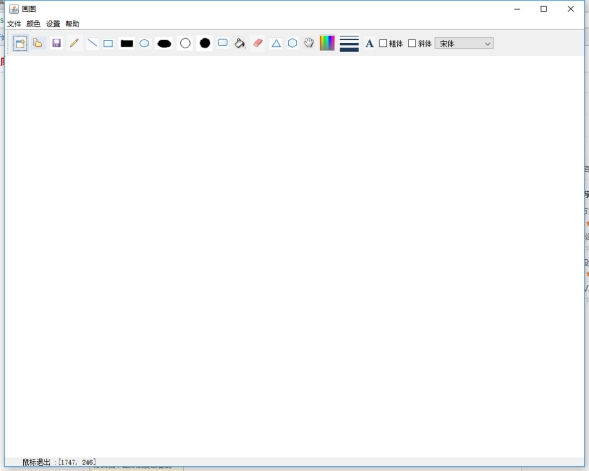 画图
文件 颜色 设置 帮助
A 粗体 斜体 宋体
鼠标退出 :[1747, 246]